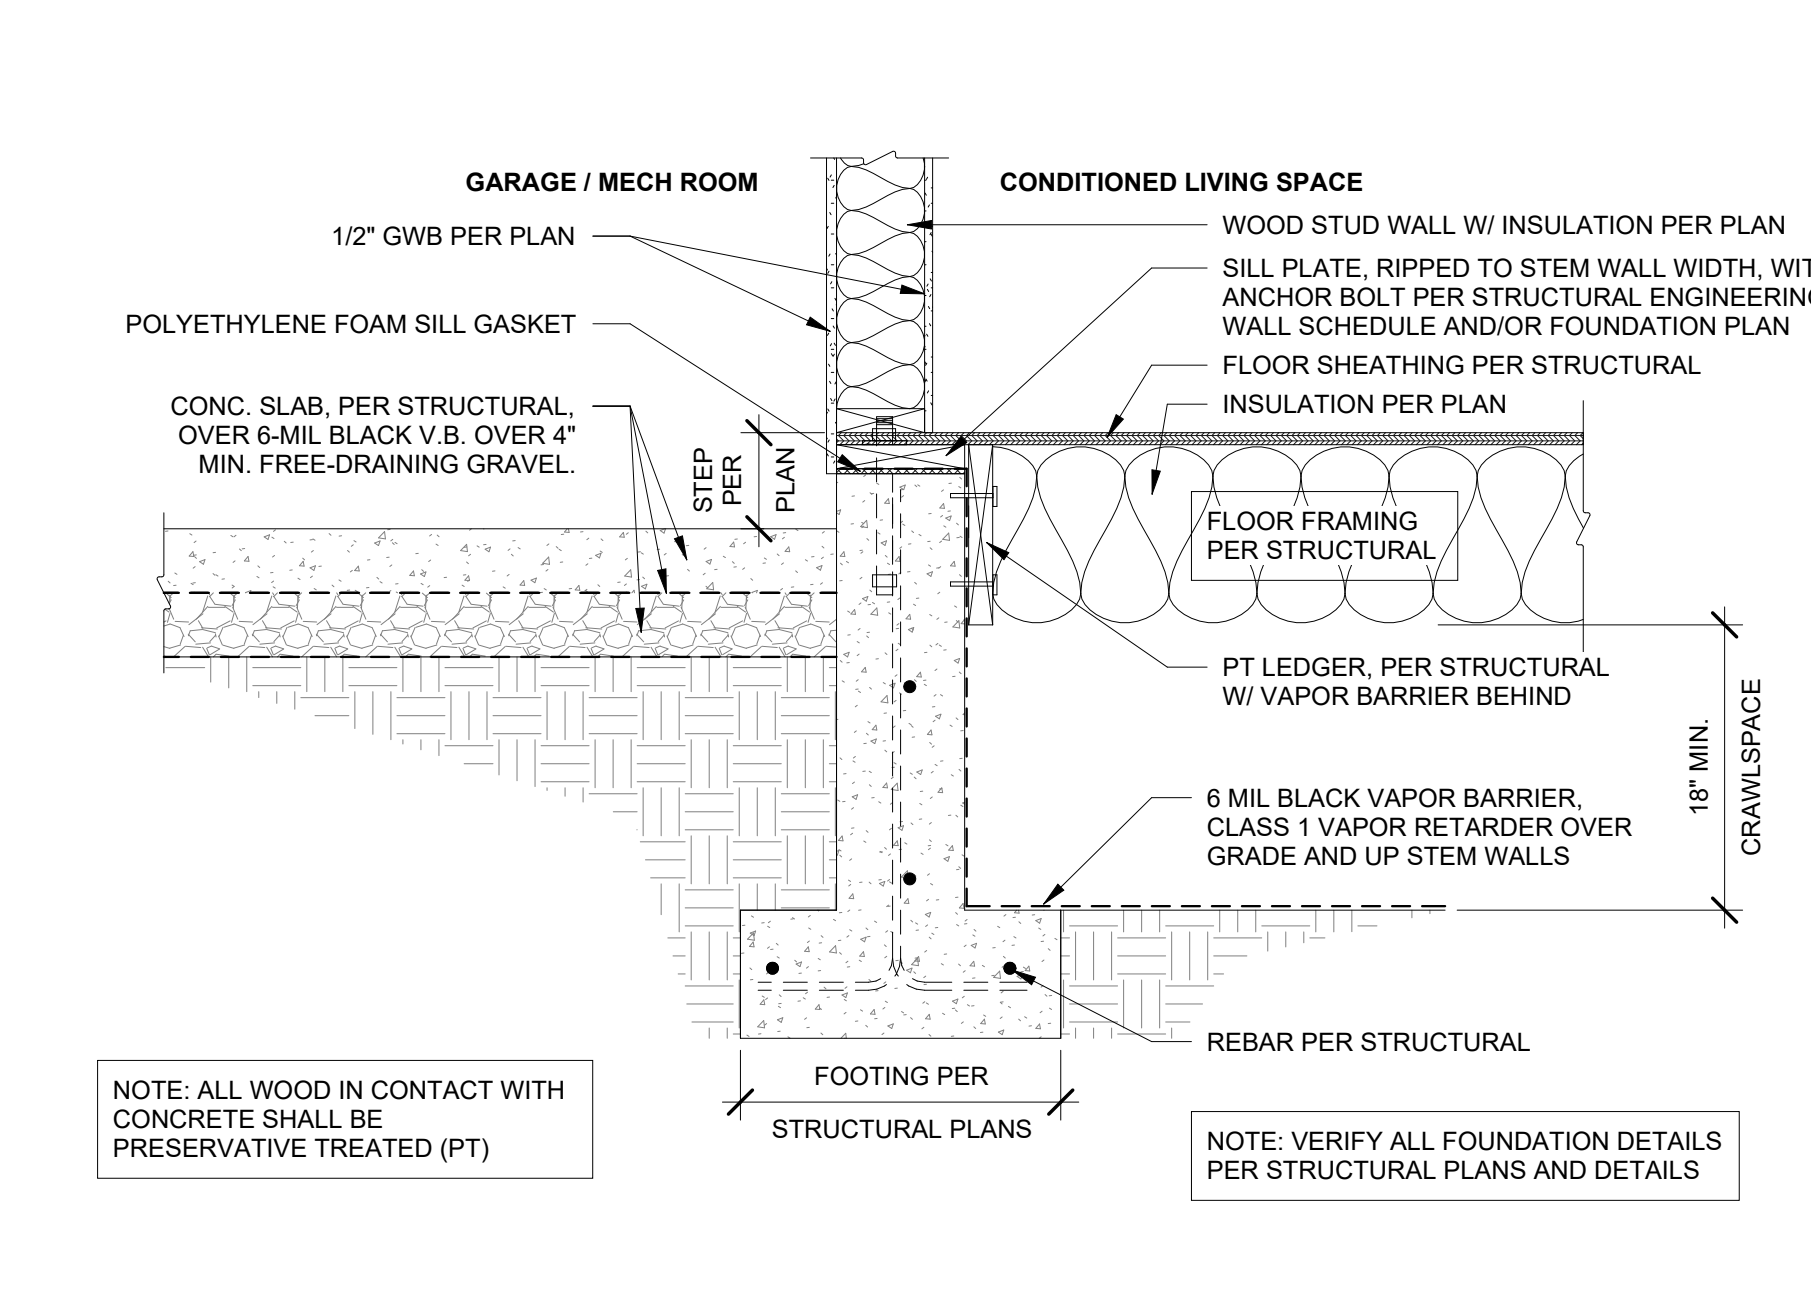 GARAGE / MECH ROOM
CONDITIONED LIVING SPACE
1/2" GWB PER PLAN
POLYETHYLENE FOAM SILL GASKET
CONC. SLAB, PER STRUCTURAL,
OVER 6-MIL BLACK V.B. OVER 4"
MIN. FREE-DRAINING GRAVEL.
STEP
PER
PLAN
WOOD STUD WALL W/ INSULATION PER PLAN
SILL PLATE, RIPPED TO STEM WALL WIDTH,
ANCHOR BOLT PER STRUCTURAL
WALL SCHEDULE AND/OR FOUNDATION PLAN
FLOOR SHEATHING PER STRUCTURAL
INSULATION PER PLAN
FLOOR FRAMING
PER STRUCTURAL
PT LEDGER, PER STRUCTURAL
W/ VAPOR BARRIER BEHIND
18" MIN.
CRAWLSPACE
6 MIL BLACK VAPOR BARRIER,
CLASS 1 VAPOR RETARDER OVER
GRADE AND UP STEM WALLS
REBAR PER STRUCTURAL
FOOTING PER
STRUCTURAL PLANS
NOTE: ALL WOOD IN CONTACT WITH
CONCRETE SHALL BE
PRESERVATIVE TREATED (PT)
NOTE: VERIFY ALL FOUNDATION DETAILS
PER STRUCTURAL PLANS AND DETAILS